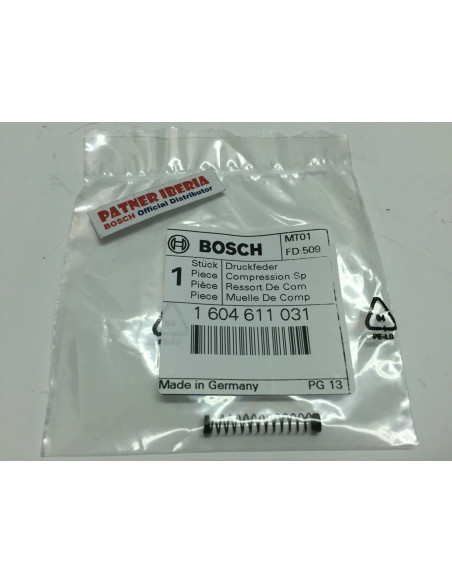 PATNER IBERIA
BOSCH Official Distributor
BOSCH
MT01
FD:509
1
Stück Druckfeder
Piece Compression Sp
Pièce Ressort De Com
Piece Muelle De Comp
1 604 611 031
Made in Germany
PG 13
PE-LD